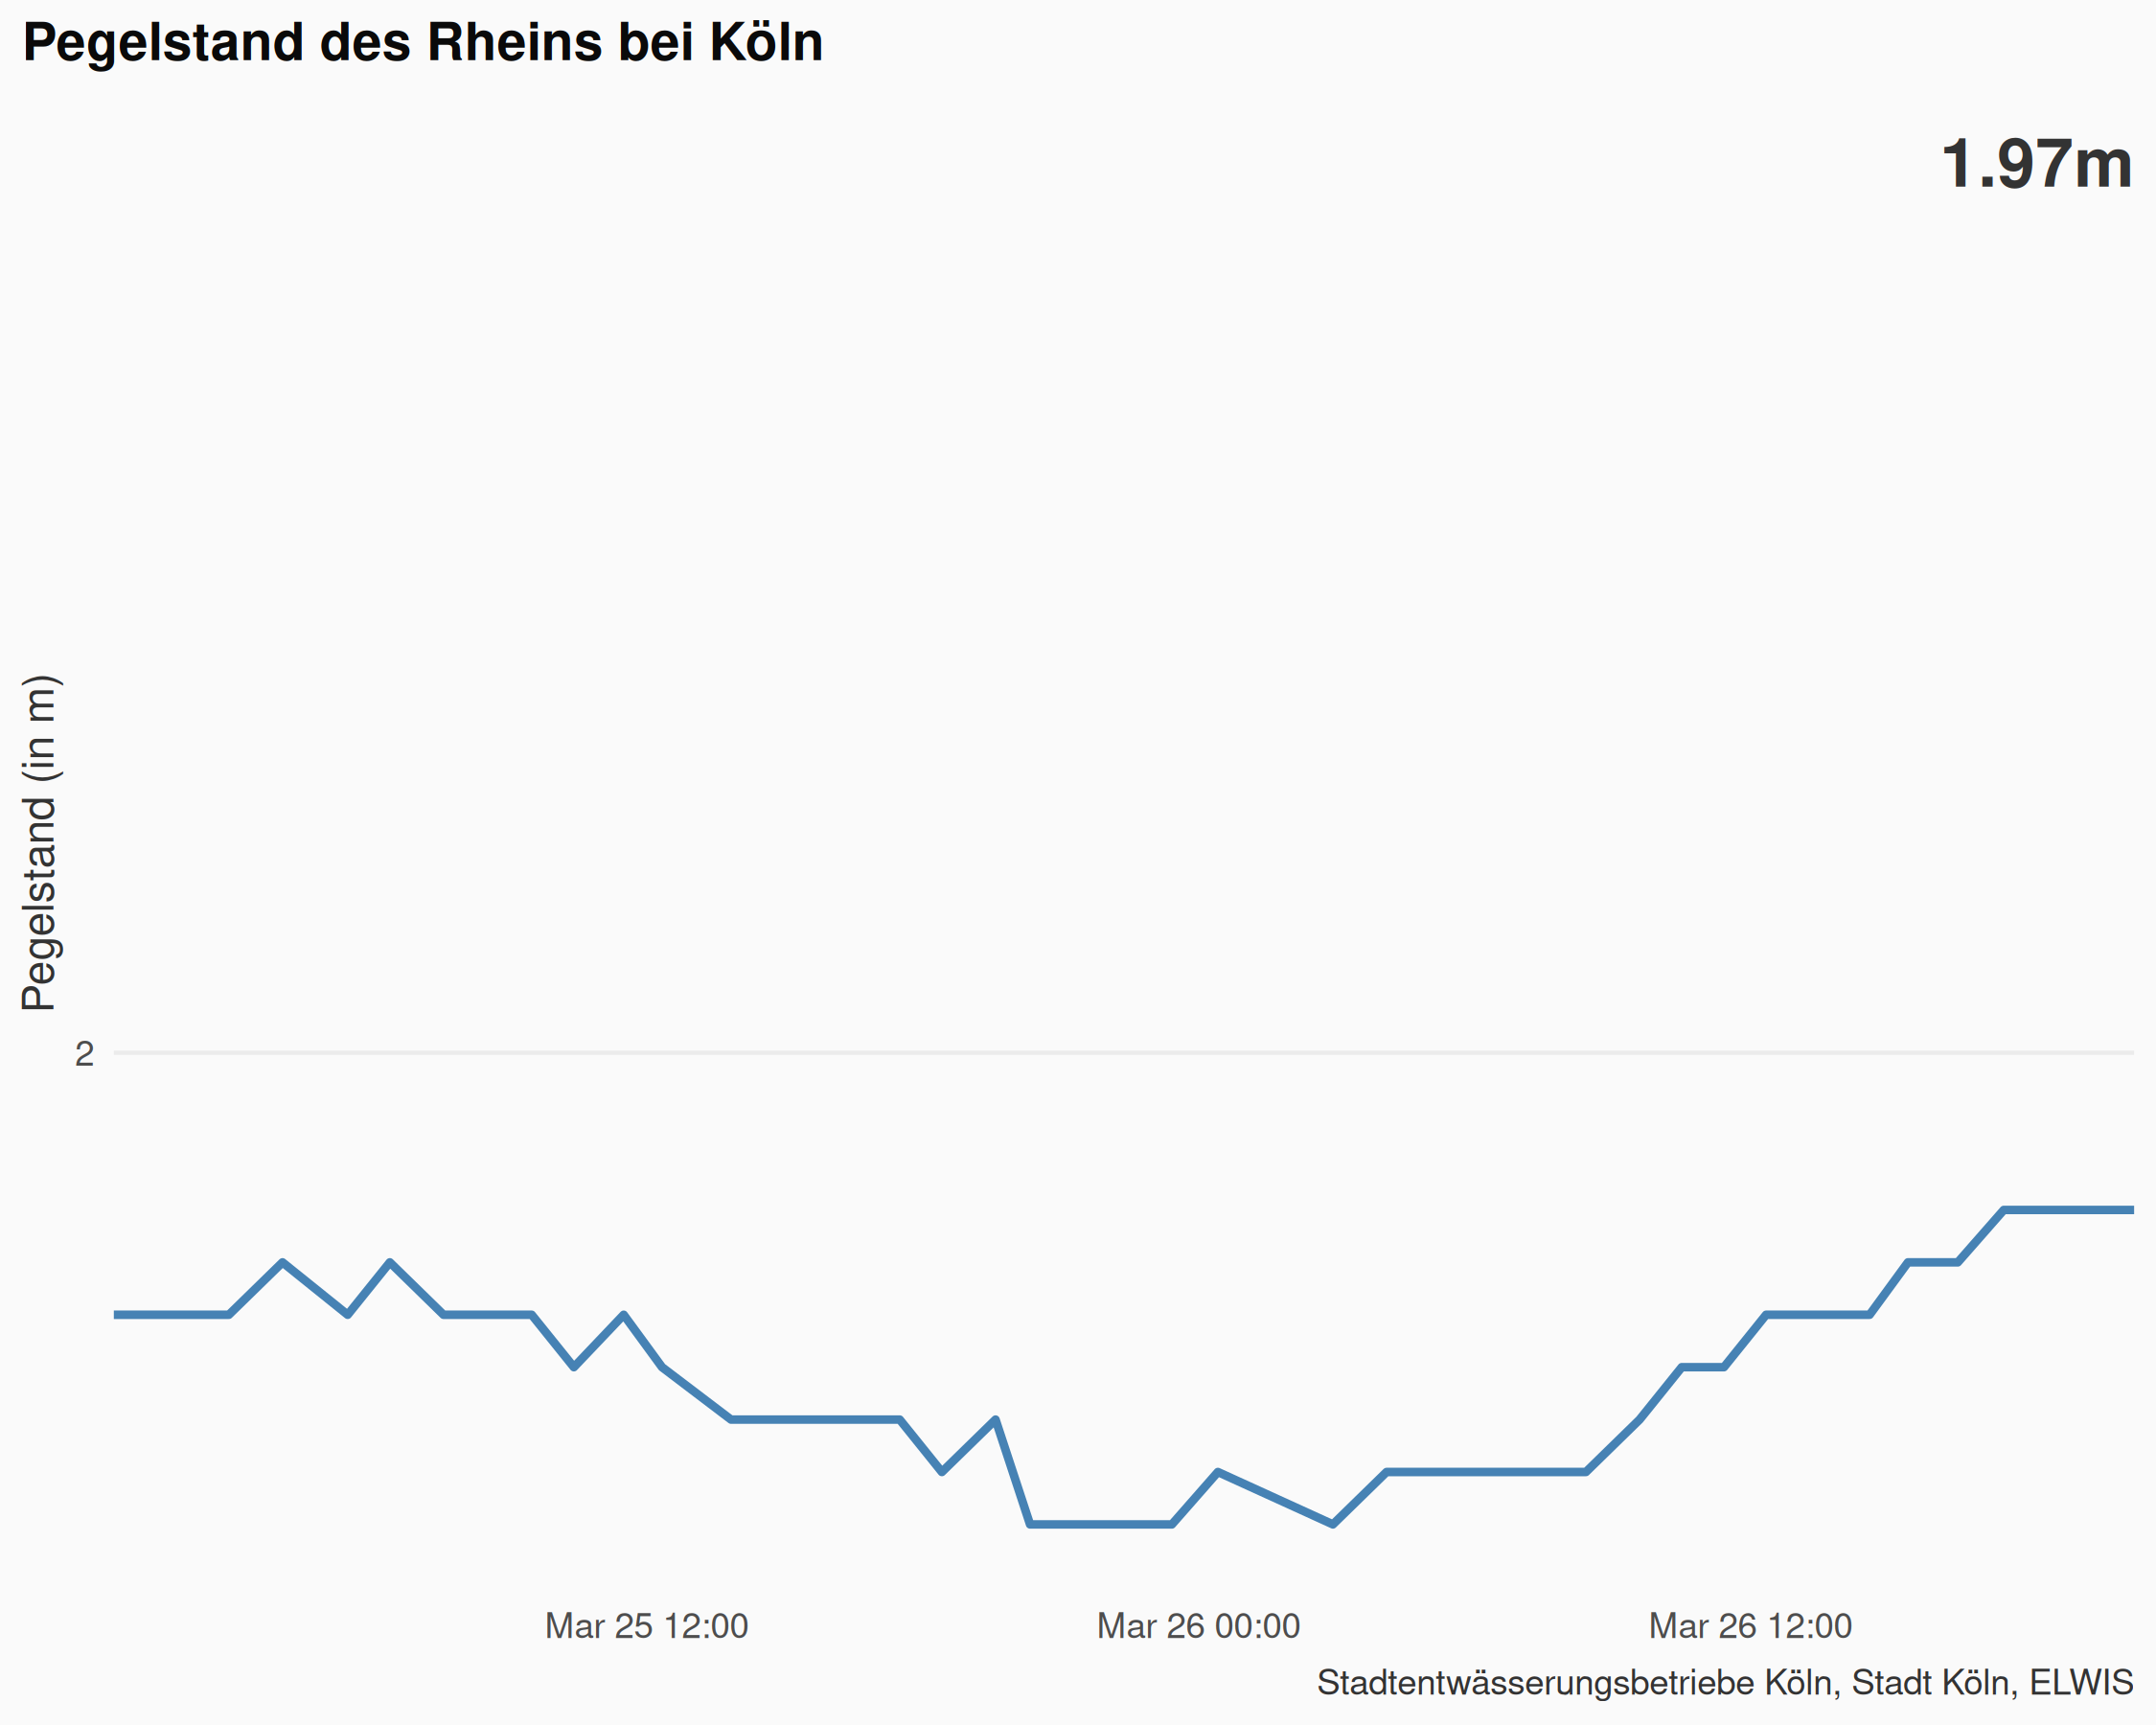 Pegelstand des Rheins bei Köln
1.97m
Pegelstand (in m)
2
Mar 25 12:00
Mar 26 00:00
Mar 26 12:00
Stadtentwässerungsbetriebe Köln, Stadt Köln, ELWIS